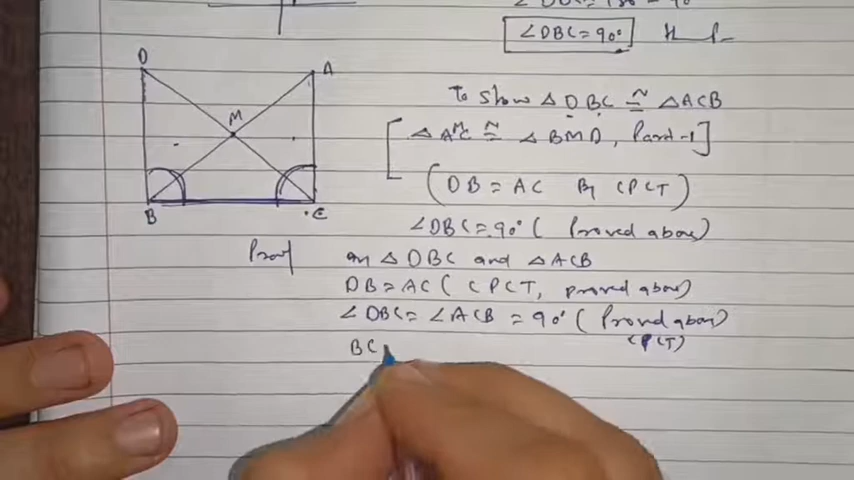 ∠DBC = 90°
D
A
M
B
C
To show △DBC ≅ △ACB
[△AMC ≅ △BMD, Part-1]
(DB = AC By CPCT)
∠DBC = 90° (Proved above)
Proof
In △DBC and △ACB
DB = AC (CPCT, proved above)
∠DBC = ∠ACB = 90° (Proved above)
(CPCT)
BC